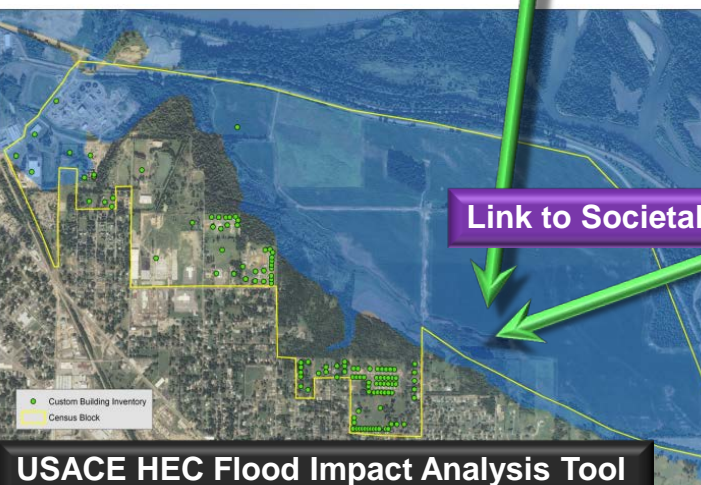 Link to Societal
Custom Building Inventory
Census Block
USACE HEC Flood Impact Analysis Tool